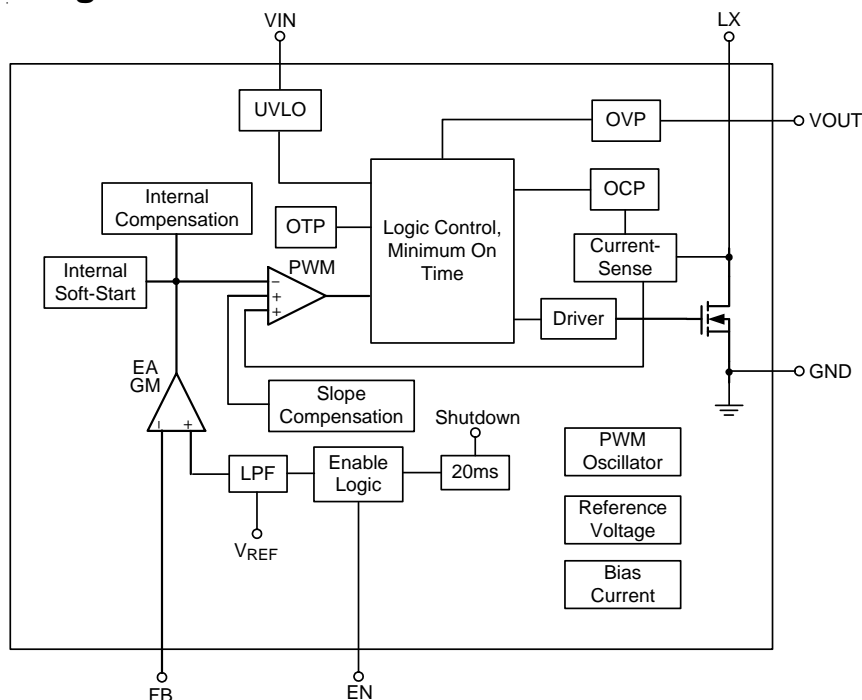 VIN
LX
UVLO
OVP
VOUT
Internal
Compensation
OTP
Logic Control,
Minimum On
Time
OCP
Internal
Soft-Start
PWM
−
+
+
Current-
Sense
Driver
EA
GM
−
+
GND
Slope
Compensation
Shutdown
LPF
Enable
Logic
20ms
PWM
Oscillator
VREF
Reference
Voltage
Bias
Current
FB
EN